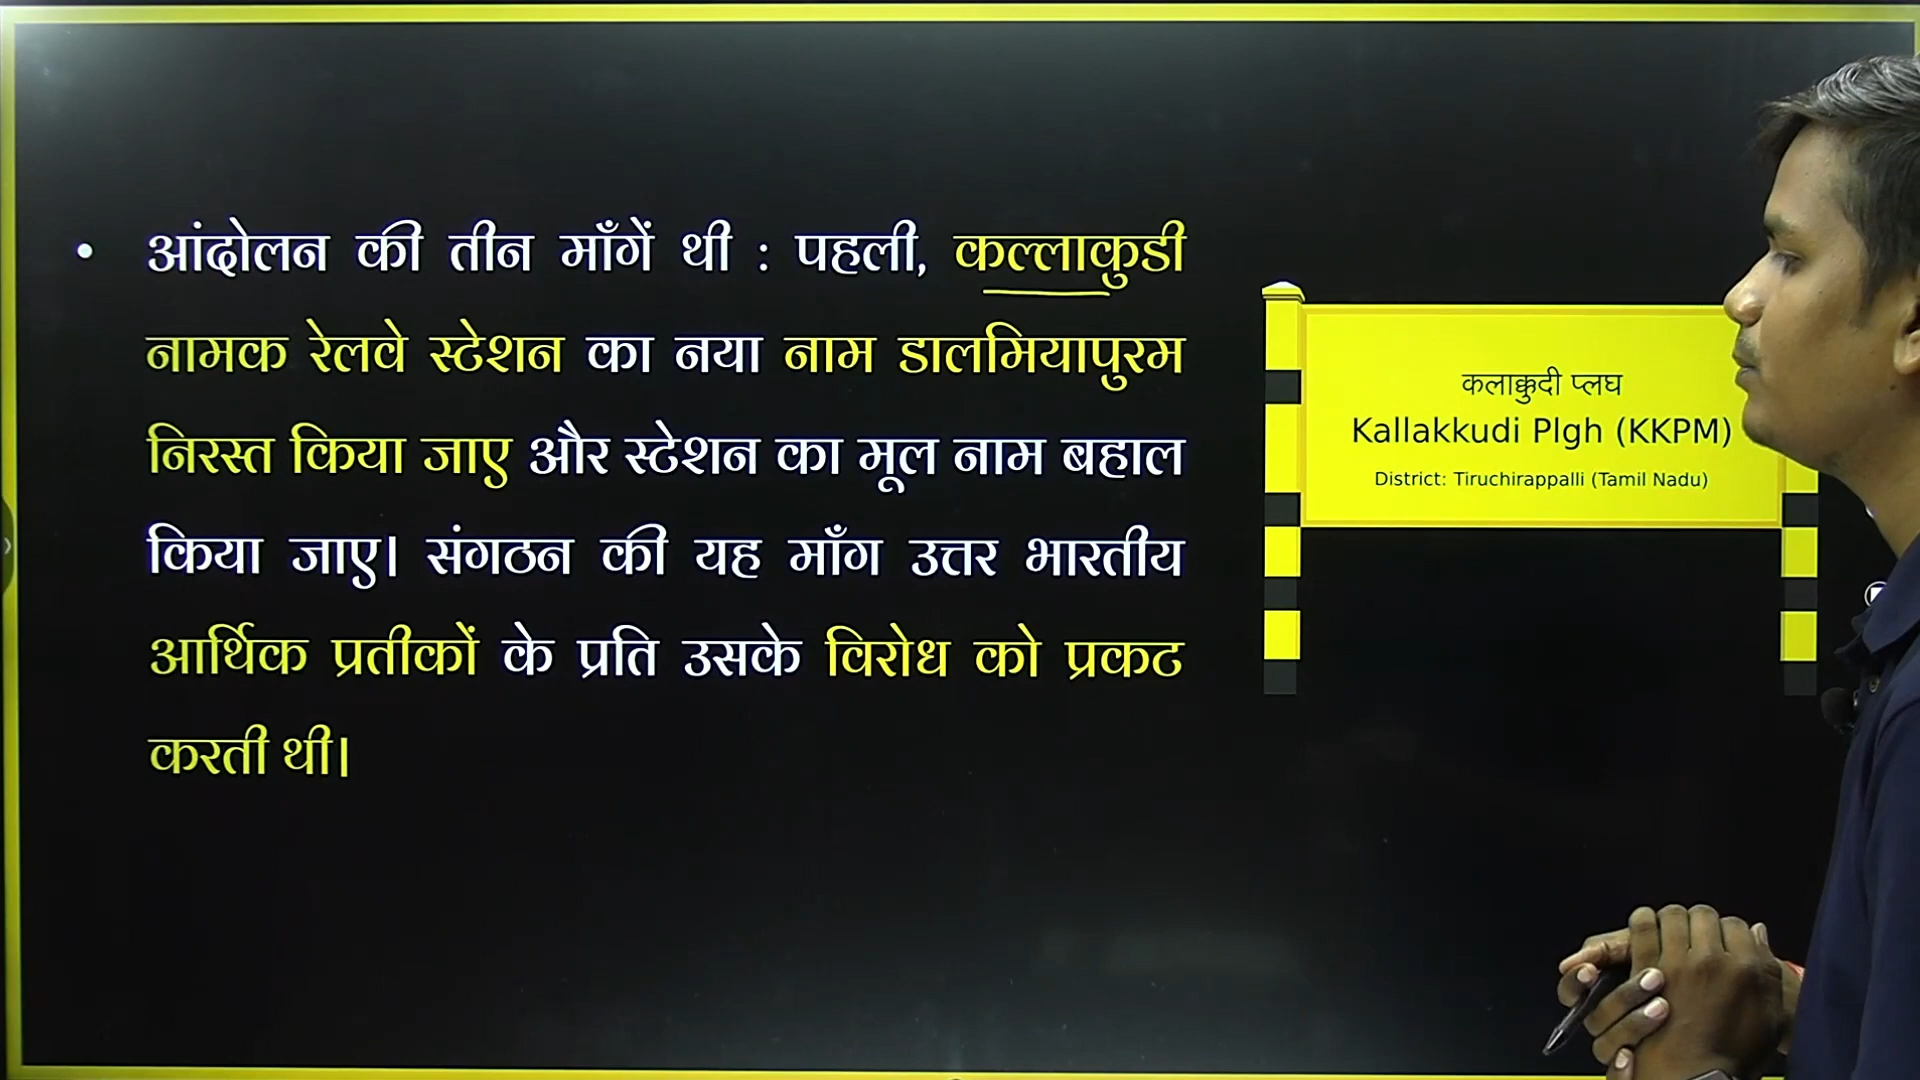 • आंदोलन की तीन माँगें थी : पहली, कल्लाकुडी
नामक रेलवे स्टेशन का नया नाम डालमियापुरम
निरस्त किया जाए और स्टेशन का मूल नाम बहाल
किया जाए। संगठन की यह माँग उत्तर भारतीय
आर्थिक प्रतीकों के प्रति उसके विरोध को प्रकट
करती थी।
कलाक्कुदी प्लघ
Kallakkudi Plgh (KKPM)
District: Tiruchirappalli (Tamil Nadu)